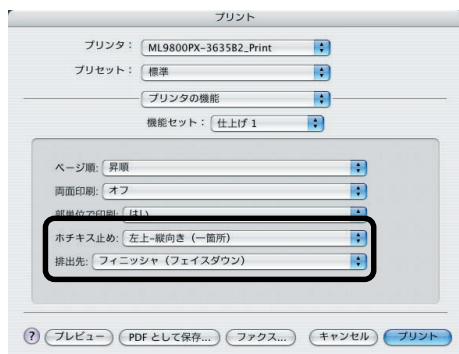 プリント
プリンタ： ML9800PX-3635B2_Print
プリセット： 標準
プリンタの機能
機能セット： 仕上げ 1
ページ順: 昇順
両面印刷: オフ
部単位で印刷: はい
ホチキス止め: 左上-縦向き（一箇所）
排出先: フィニッシャ（フェイスダウン）
? プレビュー PDF として保存... ファクス... キャンセル プリント